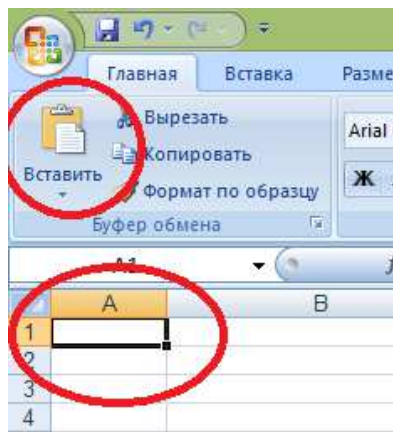 Главная Вставка Разме
Вырезать
Копировать
Формат по образцу
Вставить
Буфер обмена
Arial
Ж
A1
A B
1
2
3
4